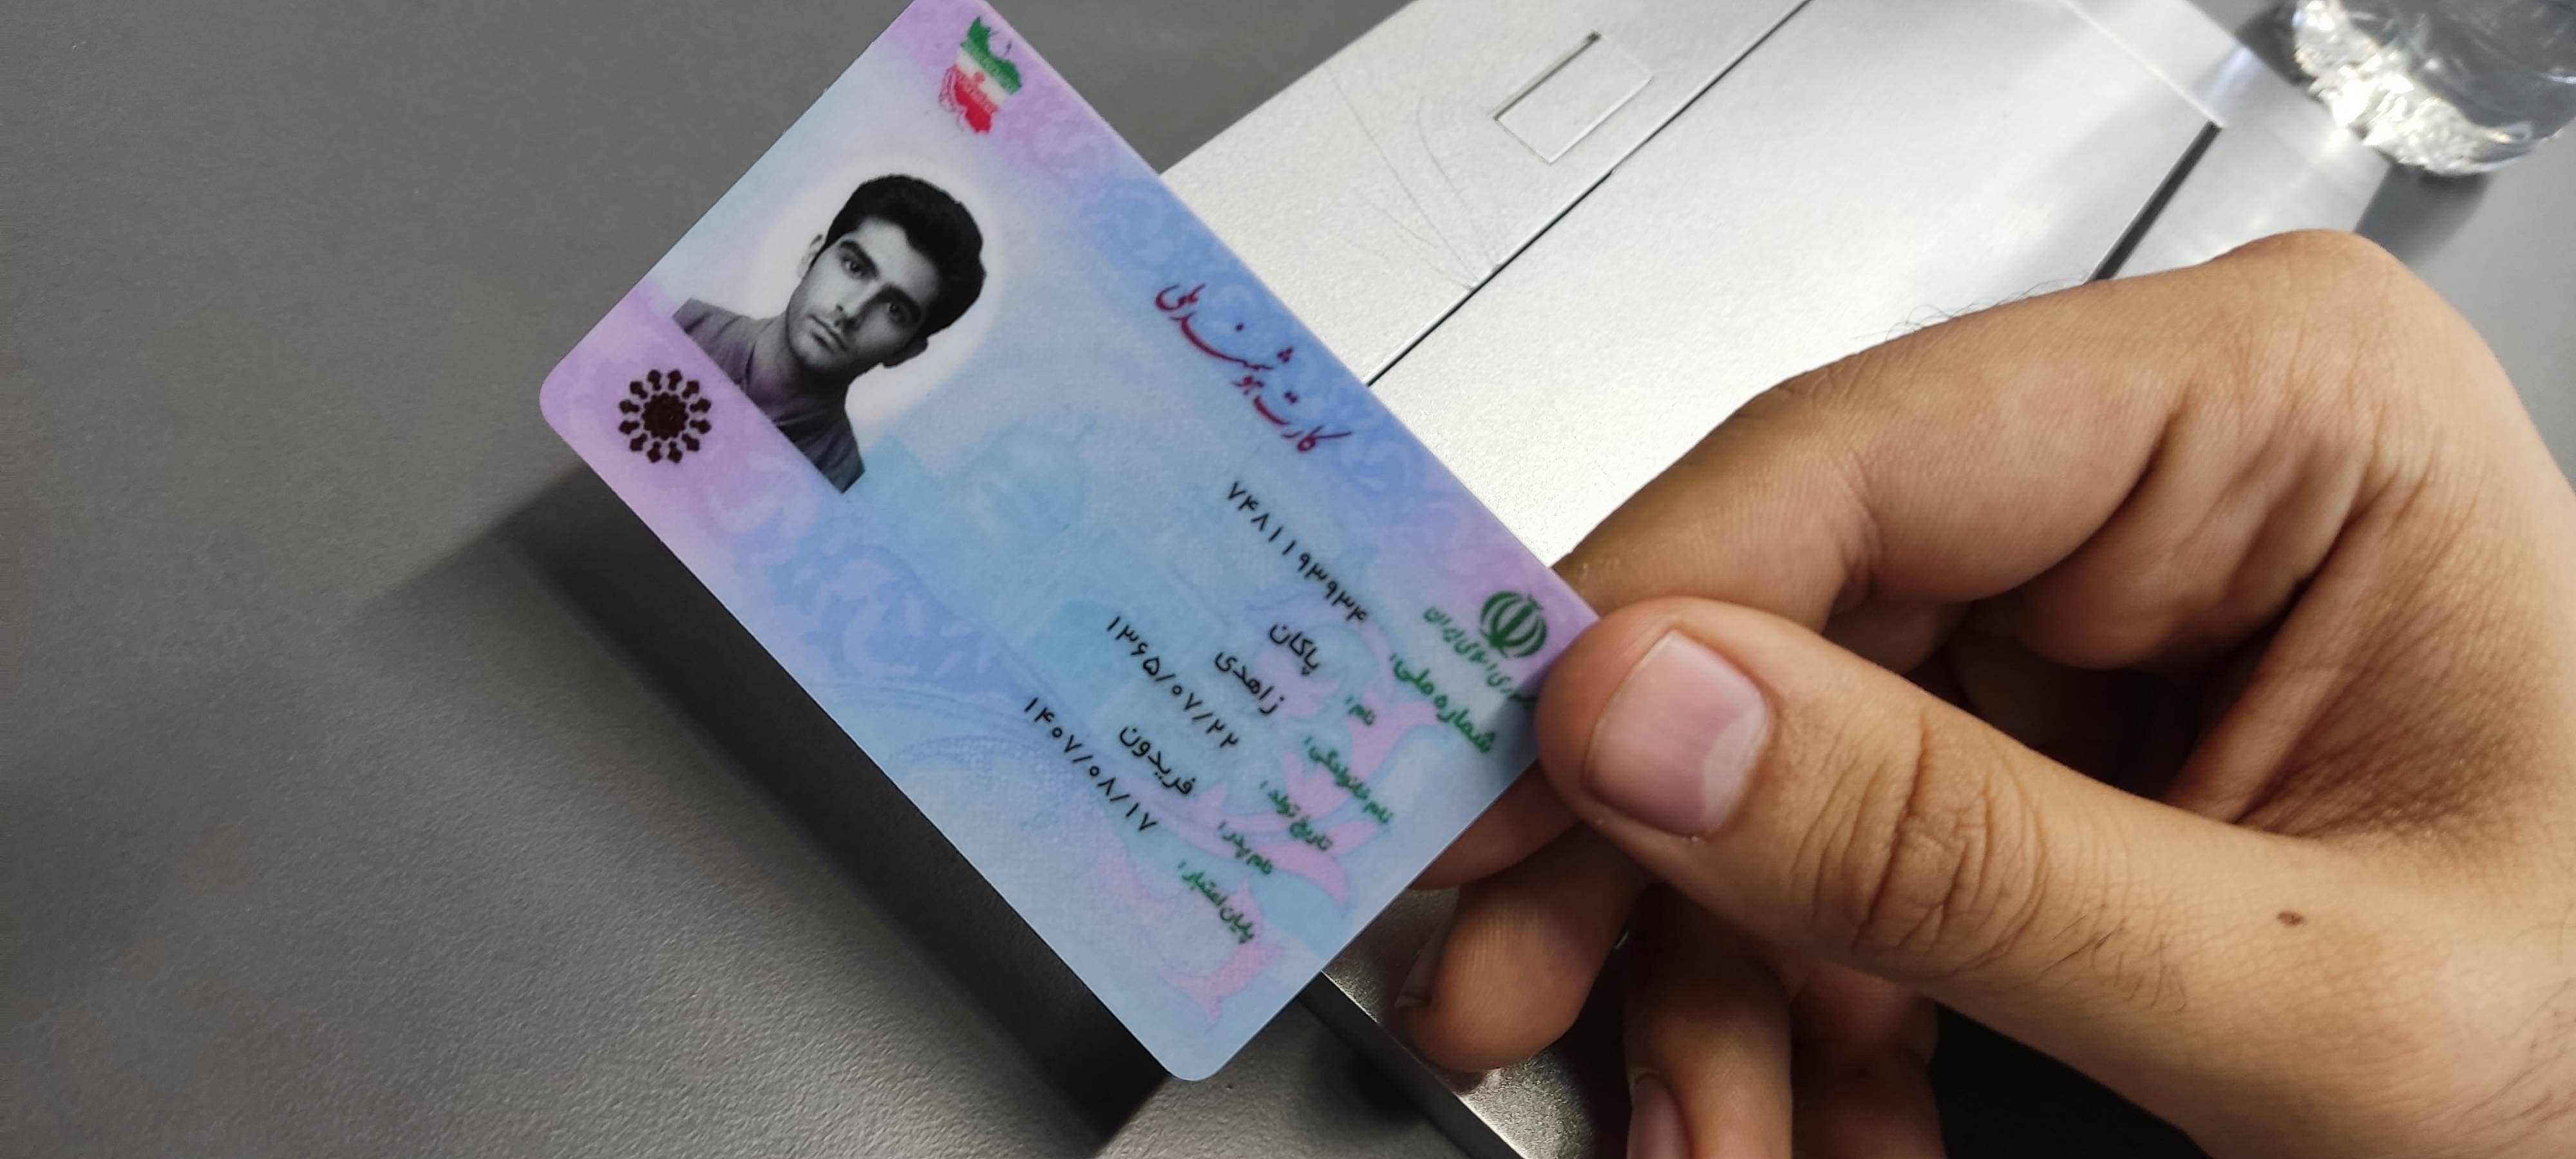 کارت هوشمند ملی
جمهوری اسلامی ایران
شماره ملی: ۷۴۸۱۱۹۳۹۳۴
نام: پاکان
نام خانوادگی: زاهدی
تاریخ تولد: ۱۳۶۵/۰۷/۲۲
نام پدر: فریدون
پایان اعتبار: ۱۴۰۷/۰۸/۱۷